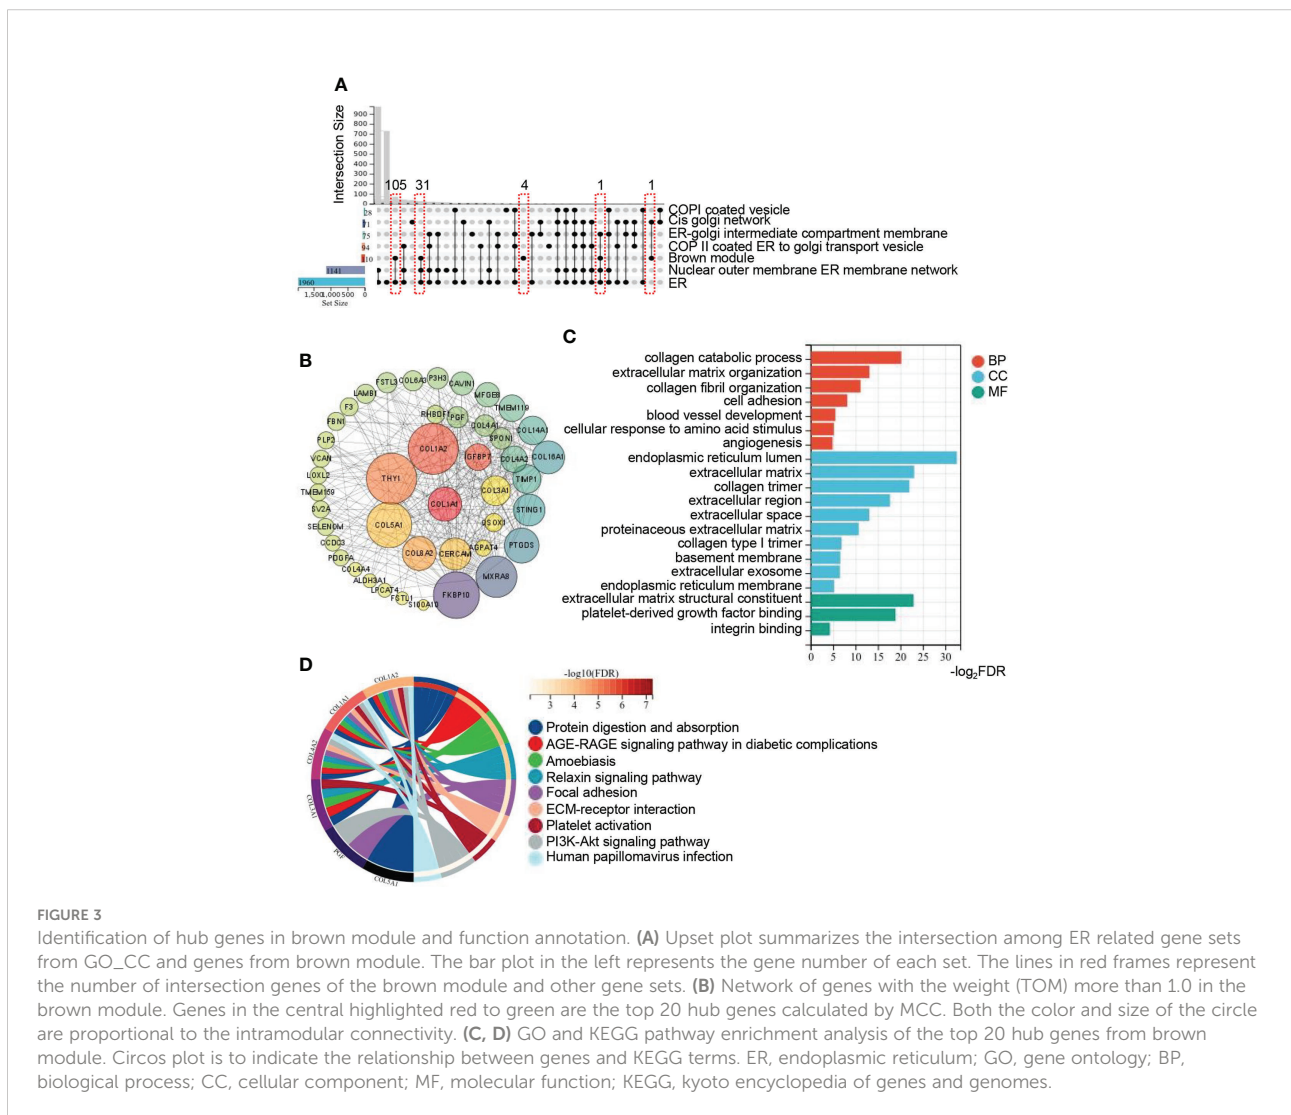 A
Intersection Size
900
800
700
600
500
400
300
200
100
0
105
31
4
1
1
28
71
75
94
1141
1960
1,500
1,000
500
0
Set Size
COPI coated vesicle
Cis golgi network
ER-golgi intermediate compartment membrane
COP II coated ER to golgi transport vesicle
Brown module
Nuclear outer membrane ER membrane network
ER
B
FSTL3
COL6A3
P3H3
CAVIN1
MFGE8
TMEM119
COL14A1
COL16A1
LAMB1
F3
FBN1
PLP2
VCAN
LOXL2
TMEM159
SV2A
SELENOM
CCDC3
PDGFA
COL4A4
ALDH3A1
LPCAT4
FSTL1
S100A13
RHBDF1
PGF
COL4A1
SPON1
COL4A2
TIMP1
STING1
PTGDS
MXRA8
FKBP10
COL1A2
IGFBP7
THY1
COL3A1
COL1A1
QSOX1
COL5A1
COL8A2
CERCAM
AGPAT4
C
collagen catabolic process
extracellular matrix organization
collagen fibril organization
cell adhesion
blood vessel development
cellular response to amino acid stimulus
angiogenesis
endoplasmic reticulum lumen
extracellular matrix
collagen trimer
extracellular region
extracellular space
proteinaceous extracellular matrix
collagen type I trimer
basement membrane
extracellular exosome
endoplasmic reticulum membrane
extracellular matrix structural constituent
platelet-derived growth factor binding
integrin binding
0 5 10 15 20 25 30
-log₂FDR
BP
CC
MF
D
COL1A2
COL1A1
COL4A2
COL3A1
PGF
COL5A1
-log10(FDR)
3 4 5 6 7
Protein digestion and absorption
AGE-RAGE signaling pathway in diabetic complications
Amoebiasis
Relaxin signaling pathway
Focal adhesion
ECM-receptor interaction
Platelet activation
PI3K-Akt signaling pathway
Human papillomavirus infection
FIGURE 3
Identification of hub genes in brown module and function annotation. (A) Upset plot summarizes the intersection among ER related gene sets
from GO_CC and genes from brown module. The bar plot in the left represents the gene number of each set. The lines in red frames represent
the number of intersection genes of the brown module and other gene sets. (B) Network of genes with the weight (TOM) more than 1.0 in the
brown module. Genes in the central highlighted red to green are the top 20 hub genes calculated by MCC. Both the color and size of the circle
are proportional to the intramodular connectivity. (C, D) GO and KEGG pathway enrichment analysis of the top 20 hub genes from brown
module. Circos plot is to indicate the relationship between genes and KEGG terms. ER, endoplasmic reticulum; GO, gene ontology; BP,
biological process; CC, cellular component; MF, molecular function; KEGG, kyoto encyclopedia of genes and genomes.